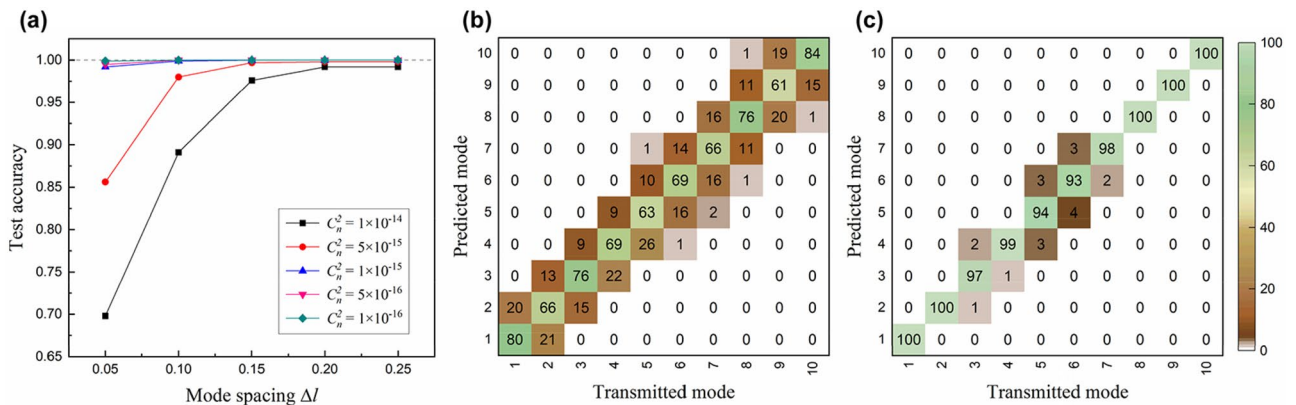 (a)
Test accuracy
1.00
0.95
0.90
0.85
0.80
0.75
0.70
0.65
C_n^2 = 1×10^-14
C_n^2 = 5×10^-15
C_n^2 = 1×10^-15
C_n^2 = 5×10^-16
C_n^2 = 1×10^-16
0.05 0.10 0.15 0.20 0.25
Mode spacing Δl
(b)
Predicted mode
10 0 0 0 0 0 0 0 1 19 84
9 0 0 0 0 0 0 0 11 61 15
8 0 0 0 0 0 0 16 76 20 1
7 0 0 0 0 1 14 66 11 0 0
6 0 0 0 0 10 69 16 1 0 0
5 0 0 0 9 63 16 2 0 0 0
4 0 0 9 69 26 1 0 0 0 0
3 0 13 76 22 0 0 0 0 0 0
2 20 66 15 0 0 0 0 0 0 0
1 80 21 0 0 0 0 0 0 0 0
1 2 3 4 5 6 7 8 9 10
Transmitted mode
(c)
Predicted mode
10 0 0 0 0 0 0 0 0 0 100
9 0 0 0 0 0 0 0 0 100 0
8 0 0 0 0 0 0 0 100 0 0
7 0 0 0 0 0 3 98 0 0 0
6 0 0 0 0 3 93 2 0 0 0
5 0 0 0 0 94 4 0 0 0 0
4 0 0 2 99 3 0 0 0 0 0
3 0 0 97 1 0 0 0 0 0 0
2 0 100 1 0 0 0 0 0 0 0
1 100 0 0 0 0 0 0 0 0 0
1 2 3 4 5 6 7 8 9 10
Transmitted mode
100
80
60
40
20
0